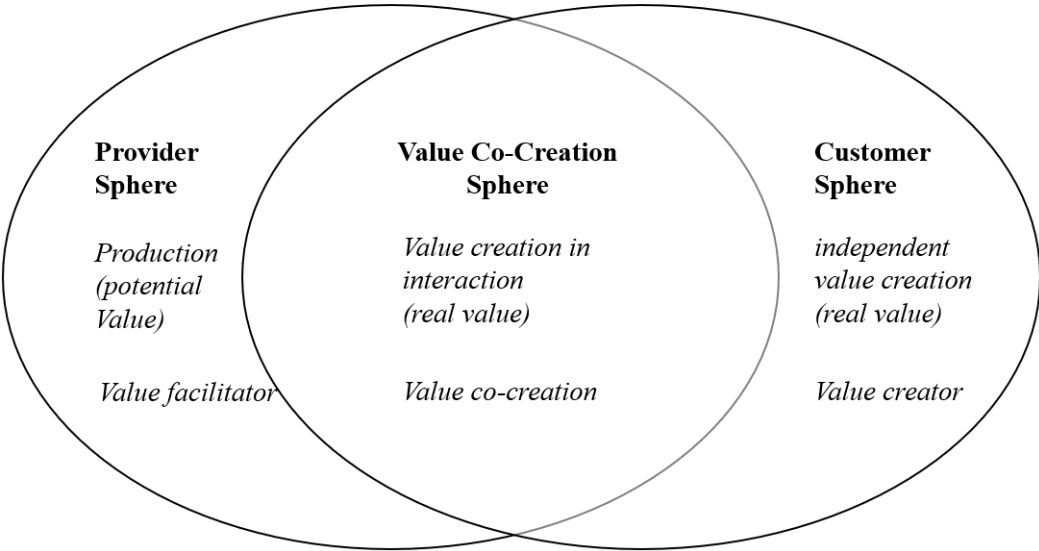 Provider
Sphere
Production
(potential
Value)
Value facilitator
Value Co-Creation
Sphere
Value creation in
interaction
(real value)
Value co-creation
Customer
Sphere
independent
value creation
(real value)
Value creator